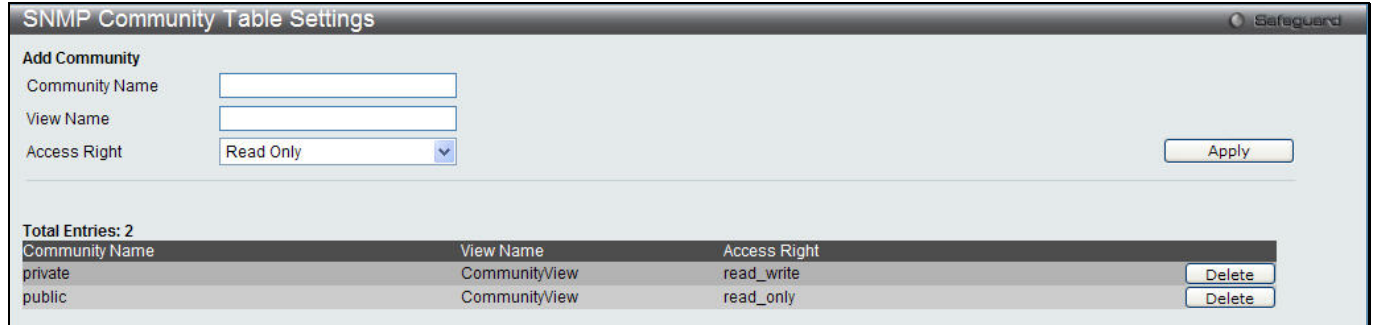 SNMP Community Table Settings
Safeguard
Add Community
Community Name
View Name
Access Right Read Only Apply
Total Entries: 2
Community Name View Name Access Right
private CommunityView read_write Delete
public CommunityView read_only Delete